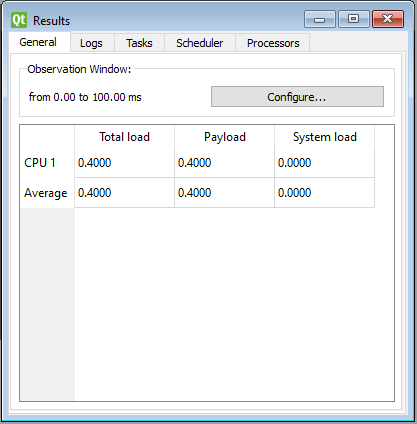 Qt Results
General Logs Tasks Scheduler Processors
Observation Window:
from 0.00 to 100.00 ms Configure...
Total load Payload System load
CPU 1 0.4000 0.4000 0.0000
Average 0.4000 0.4000 0.0000